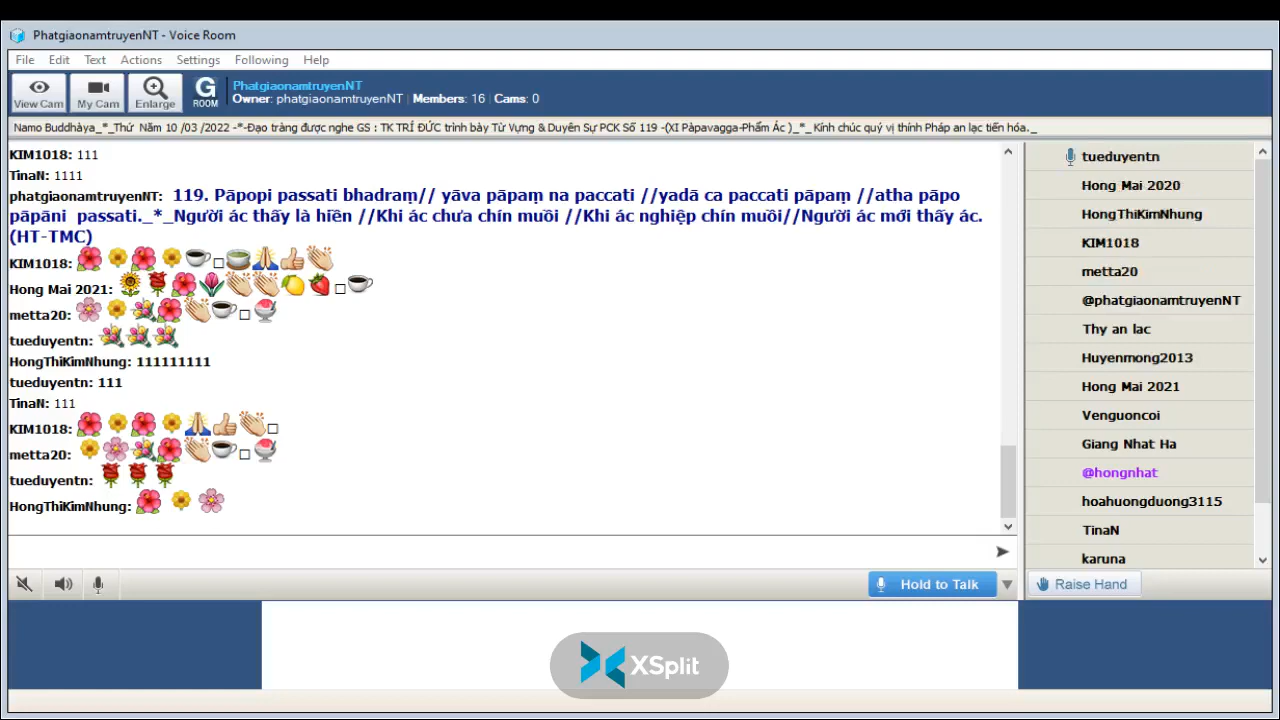 PhatgiaonamtruyenNT - Voice Room
File Edit Text Actions Settings Following Help
View Cam My Cam Enlarge G ROOM
PhatgiaonamtruyenNT
Owner: phatgiaonamtruyenNT Members: 16 Cams: 0
Namo Buddhàya_*_Thứ Năm 10 /03 /2022 -*-Đạo tràng được nghe GS : TK TRÍ ĐỨC trình bày Từ Vựng & Duyên Sự PCK Số 119 -(XI Pàpavagga-Phẩm Ác )_*_ Kính chúc quý vị thính Pháp an lạc tiến hóa._
KIM1018: 111
TinaN: 1111
phatgiaonamtruyenNT: 119. Pāpopi passati bhadraṃ// yāva pāpaṃ na paccati //yadā ca paccati pāpaṃ //atha pāpo
pāpāni passati._*_Người ác thấy là hiền //Khi ác chưa chín muồi //Khi ác nghiệp chín muồi//Người ác mới thấy ác.
(HT-TMC)
KIM1018:
Hong Mai 2021:
metta20:
tueduyentn:
HongThiKimNhung: 111111111
tueduyentn: 111
TinaN: 111
KIM1018:
metta20:
tueduyentn:
HongThiKimNhung:
tueduyentn
Hong Mai 2020
HongThiKimNhung
KIM1018
metta20
@phatgiaonamtruyenNT
Thy an lac
Huyenmong2013
Hong Mai 2021
Venguoncoi
Giang Nhat Ha
@hongnhat
hoahuongduong3115
TinaN
karuna
Hold to Talk
Raise Hand
XSplit